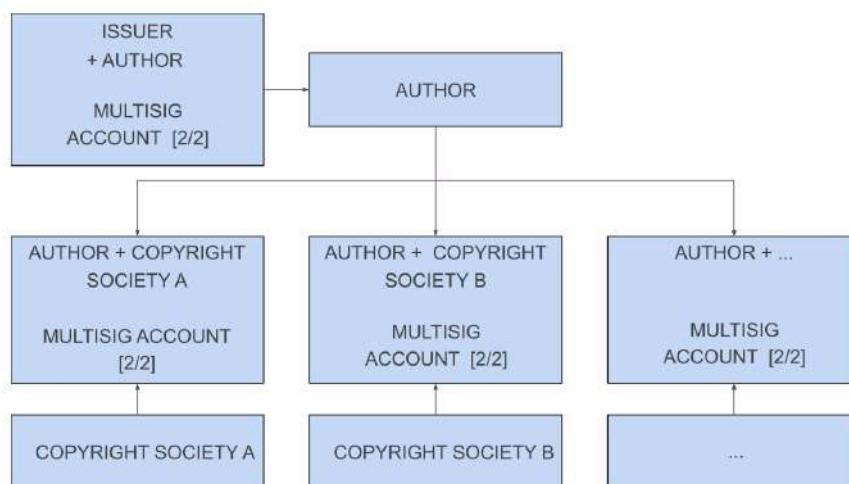 ISSUER
+ AUTHOR
MULTISIG
ACCOUNT [2/2]
AUTHOR
AUTHOR + COPYRIGHT
SOCIETY A
MULTISIG ACCOUNT
[2/2]
AUTHOR + COPYRIGHT
SOCIETY B
MULTISIG
ACCOUNT [2/2]
AUTHOR + ...
MULTISIG
ACCOUNT [2/2]
COPYRIGHT SOCIETY A
COPYRIGHT SOCIETY B
...